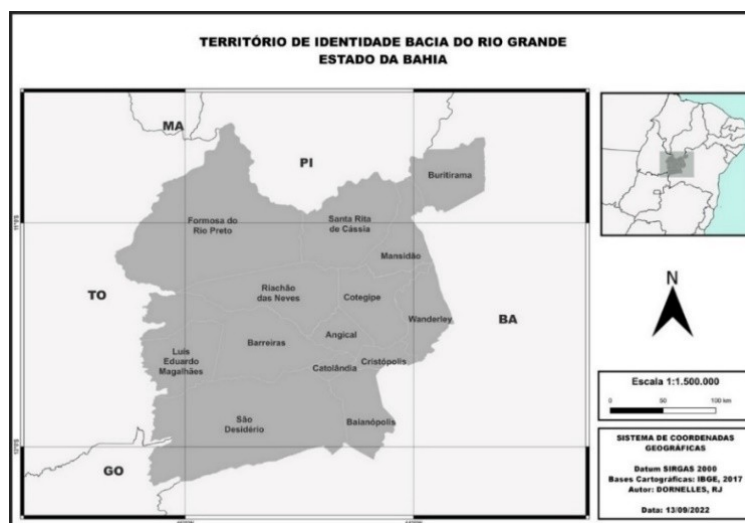 TERRITÓRIO DE IDENTIDADE BACIA DO RIO GRANDE
ESTADO DA BAHIA
MA
PI
Buritirama
Formosa do
Rio Preto
Santa Rita
de Cássia
11°S
Mansidão
TO
Riachão
das Neves
Cotegipe
BA
Wanderley
Angical
Barreiras
Luís
Eduardo
Magalhães
Cristópolis
Catolândia
São
Desidério
Baianópolis
12°S
GO
N
Escala 1:1.500.000
0 50 100 km
SISTEMA DE COORDENADAS
GEOGRÁFICAS
Datum SIRGAS 2000
Bases Cartográficas: IBGE, 2017
Autor: DORNELLES, RJ
Data: 13/09/2022